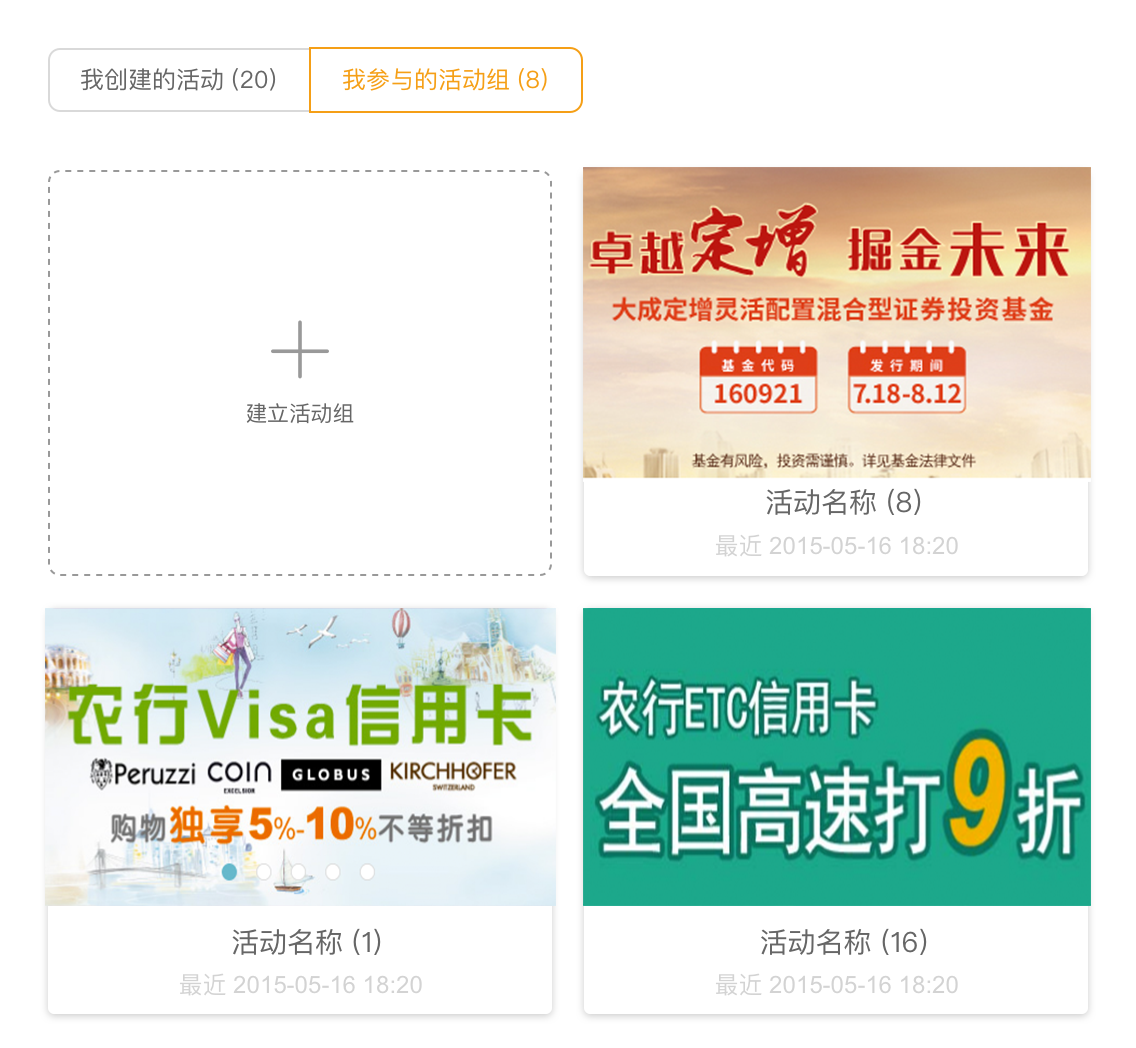 我创建的活动 (20)
我参与的活动组 (8)
建立活动组
卓越定增 掘金未来
大成定增灵活配置混合型证券投资基金
基金代码
160921
发行期间
7.18-8.12
基金有风险，投资需谨慎。详见基金法律文件
活动名称 (8)
最近 2015-05-16 18:20
农行Visa信用卡
Peruzzi
COIN
EXCELSIOR
GLOBUS
KIRCHHOFER
SWITZERLAND
购物独享5%-10%不等折扣
活动名称 (1)
最近 2015-05-16 18:20
农行ETC信用卡
全国高速打9折
活动名称 (16)
最近 2015-05-16 18:20